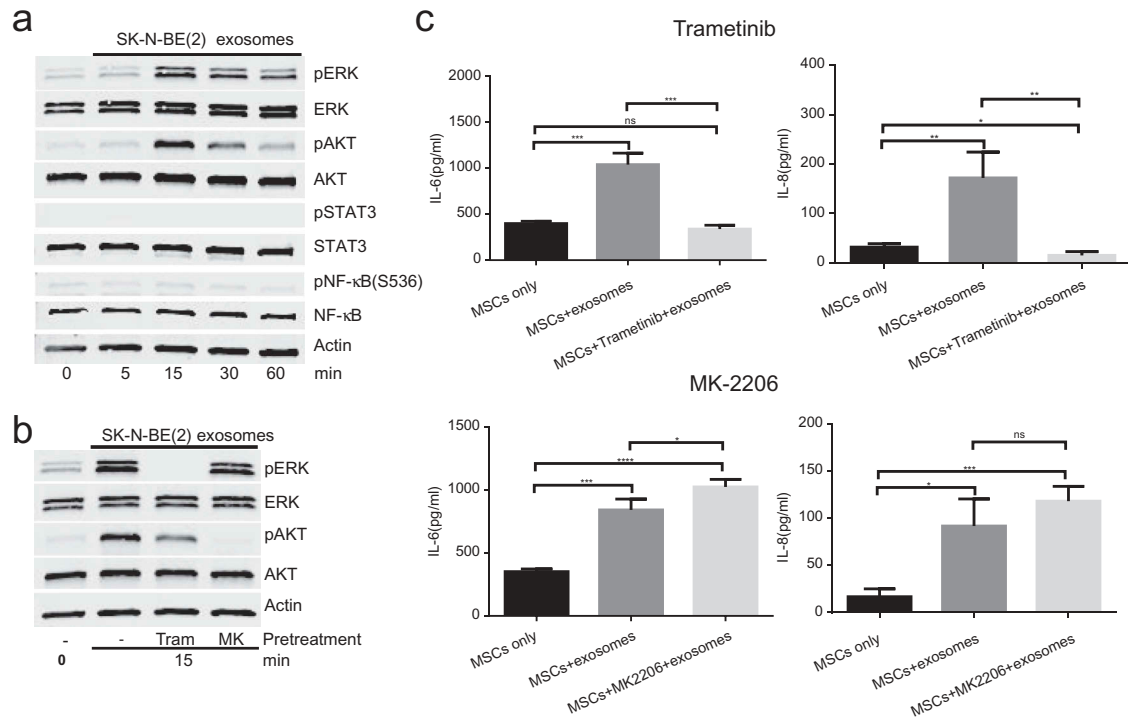 a
SK-N-BE(2) exosomes
pERK
ERK
pAKT
AKT
pSTAT3
STAT3
pNF-κB(S536)
NF-κB
Actin
0 5 15 30 60 min
b
SK-N-BE(2) exosomes
pERK
ERK
pAKT
AKT
Actin
- - Tram MK Pretreatment
0 15 min
c
Trametinib
IL-6(pg/ml)
2000
1500
1000
500
0
***
ns
***
MSCs only
MSCs+exosomes
MSCs+Trametinib+exosomes
IL-8(pg/ml)
400
300
200
100
0
**
*
**
MSCs only
MSCs+exosomes
MSCs+Trametinib+exosomes
MK-2206
IL-6(pg/ml)
1500
1000
500
0
*
****
***
MSCs only
MSCs+exosomes
MSCs+MK2206+exosomes
IL-8(pg/ml)
200
150
100
50
0
ns
***
*
MSCs only
MSCs+exosomes
MSCs+MK2206+exosomes